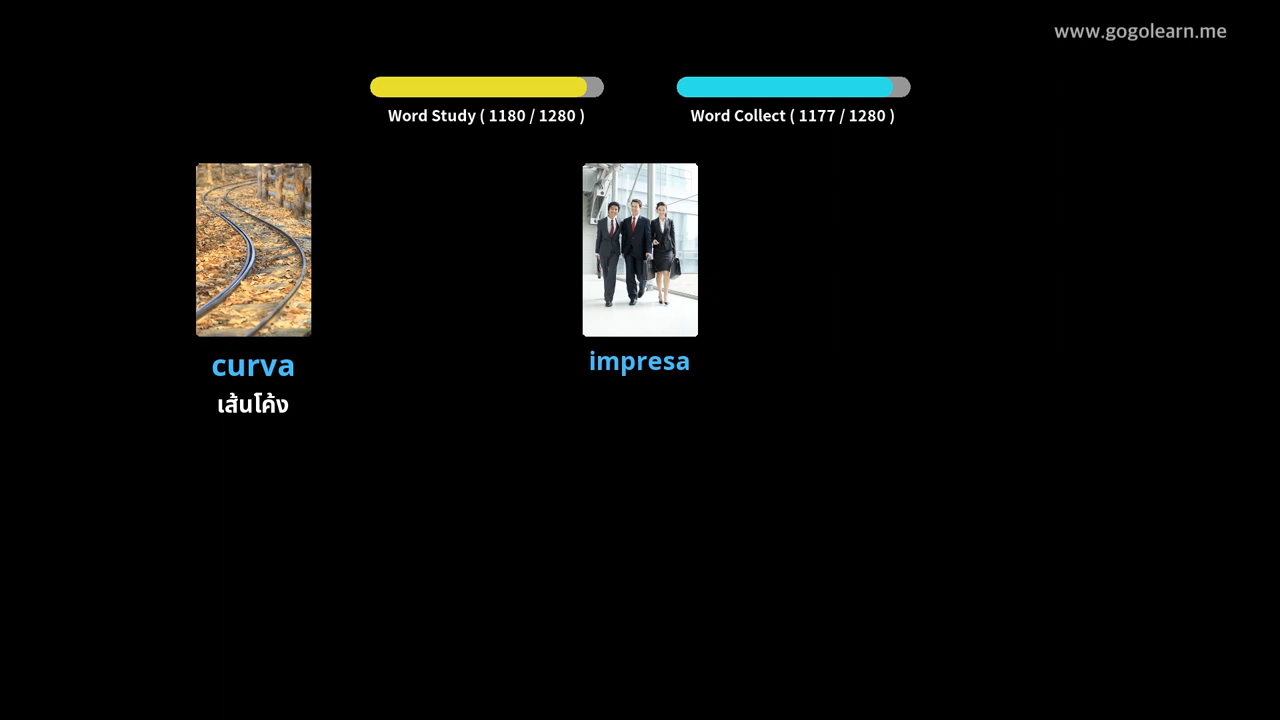 www.gogolearn.me
Word Study ( 1180 / 1280 )
Word Collect ( 1177 / 1280 )
curva
เส้นโค้ง
impresa